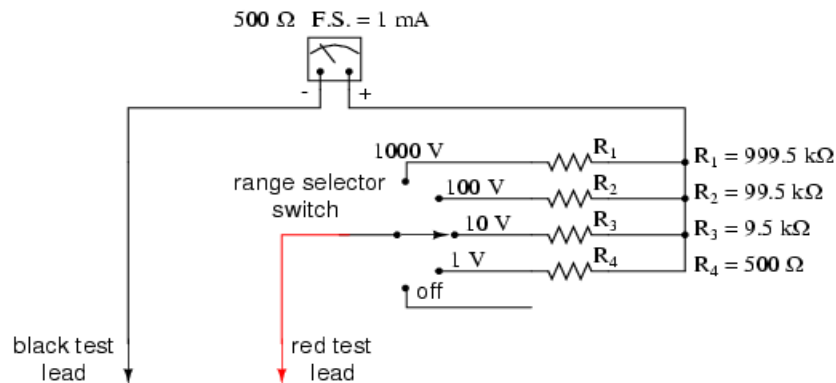 500 Ω F.S. = 1 mA
- +
1000 V R₁ R₁ = 999.5 kΩ
range selector
switch
100 V R₂ R₂ = 99.5 kΩ
10 V R₃ R₃ = 9.5 kΩ
1 V R₄ R₄ = 500 Ω
off
black test
lead
red test
lead